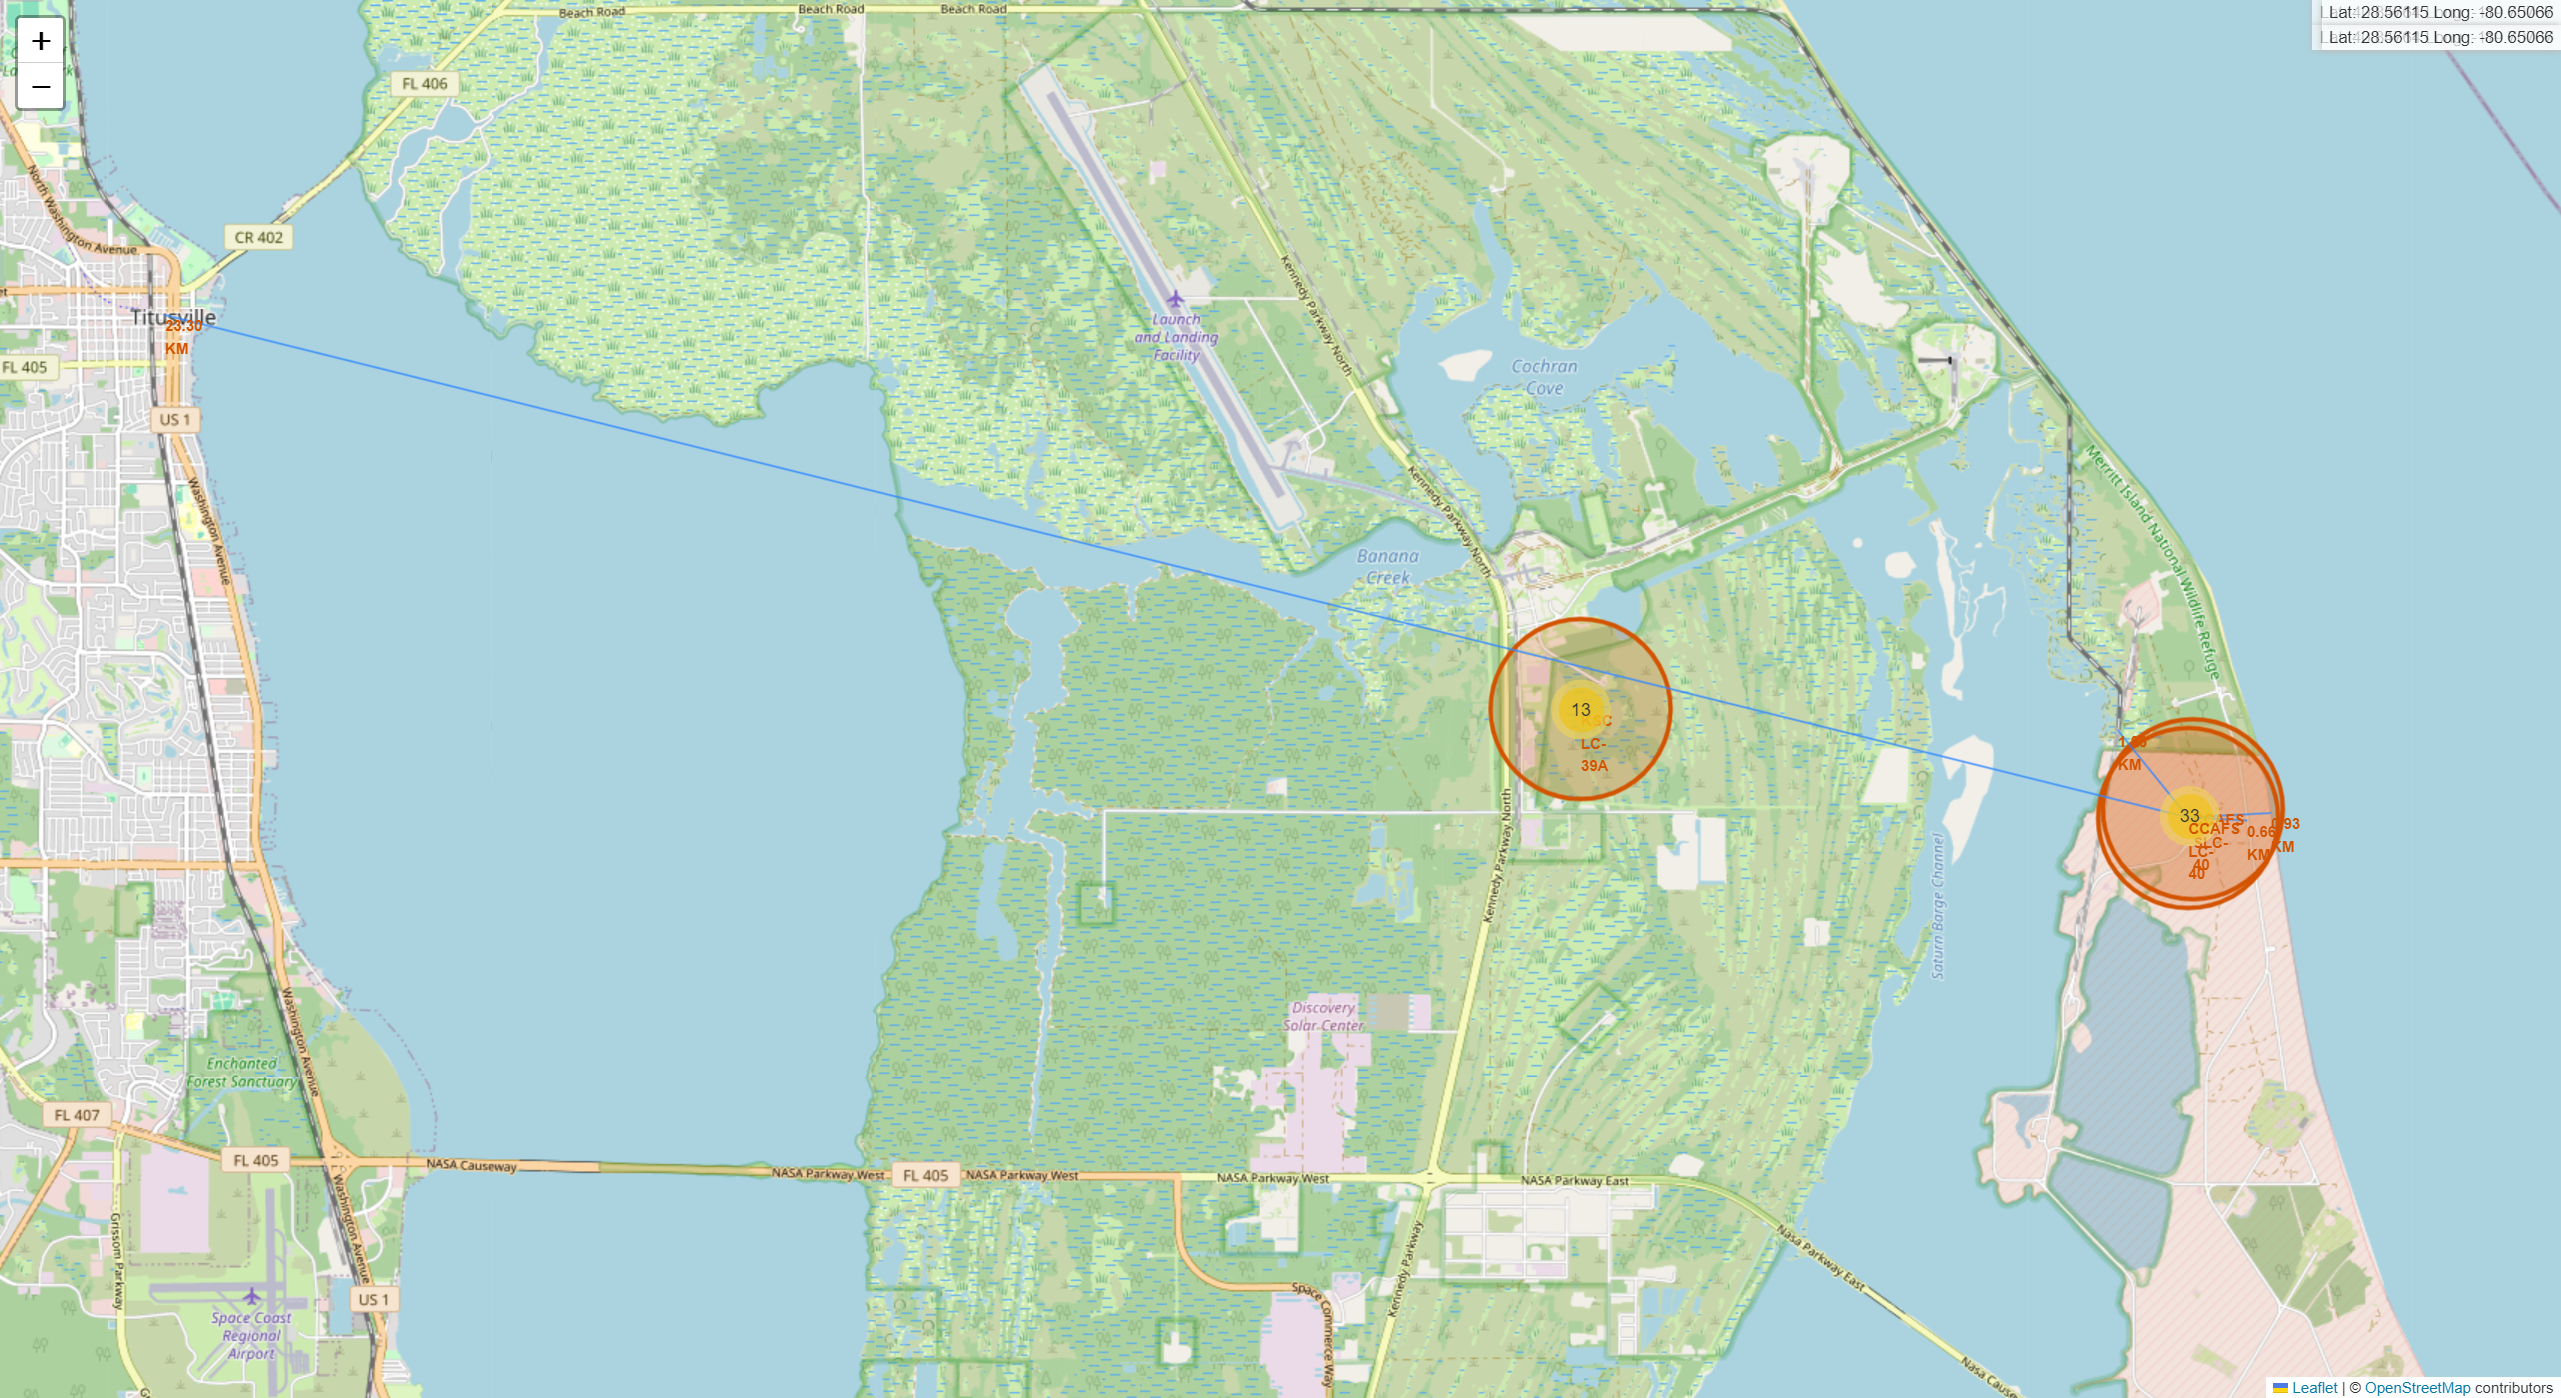 +
−
Lat: 28.56115 Long: -80.65066
Lat: 28.56115 Long: -80.65066
Beach Road
Beach Road
Beach Road
FL 406
CR 402
North Washington Avenue
Titusville
23.30
KM
FL 405
US 1
Washington Avenue
Launch
and Landing
Facility
Kennedy Parkway North
Kennedy Parkway North
Cochran
Cove
Banana
Creek
Merritt Island National Wildlife Refuge
13
KSC
LC-
39A
Kennedy Parkway North
KM
33
CCAFS
SLC-
40
CCAFS
LC-
40
0.66
KM
0.93
KM
Saturn Barge Channel
Discovery
Solar Center
Enchanted
Forest Sanctuary
Washington Avenue
FL 407
FL 405
NASA Causeway
NASA Parkway West
FL 405
NASA Parkway West
NASA Parkway West
NASA Parkway East
Nasa Parkway East
Washington Avenue
Grissom Parkway
Kennedy Parkway
Space Commerce Way
US 1
Space Coast
Regional
Airport
Leaflet | © OpenStreetMap contributors